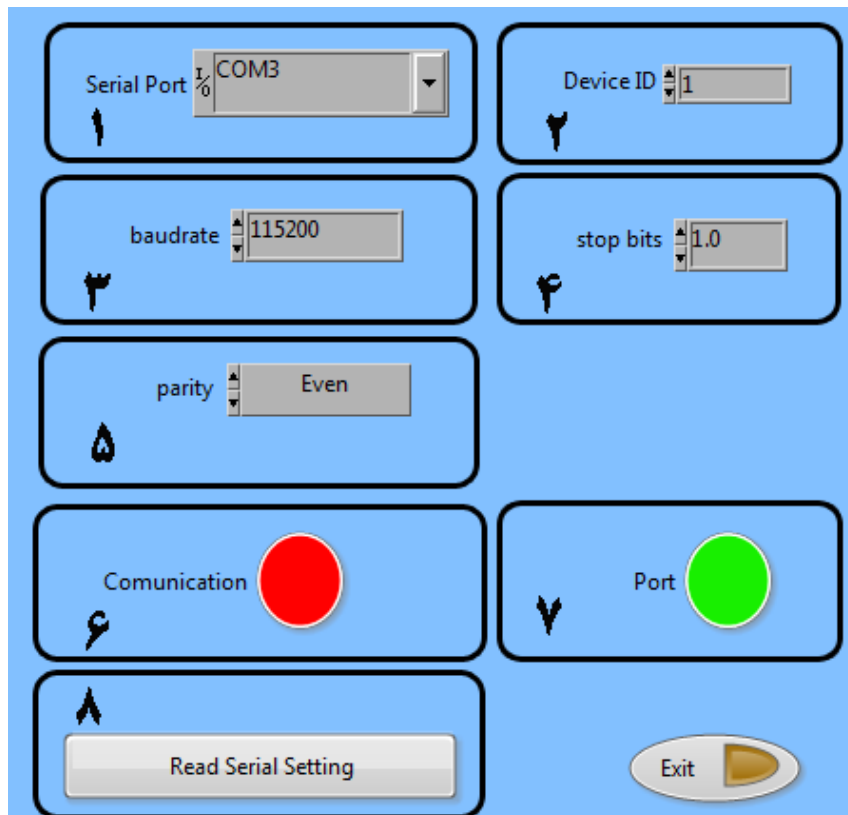 Serial Port I/O COM3
۱
Device ID 1
۲
baudrate 115200
۳
stop bits 1.0
۴
parity Even
۵
Comunication
۶
Port
۷
۸
Read Serial Setting
Exit